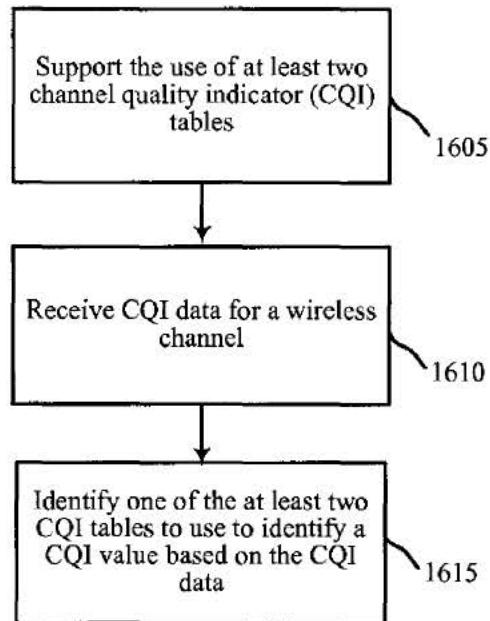 Support the use of at least two
channel quality indicator (CQI)
tables
1605
Receive CQI data for a wireless
channel
1610
Identify one of the at least two
CQI tables to use to identify a
CQI value based on the CQI
data
1615